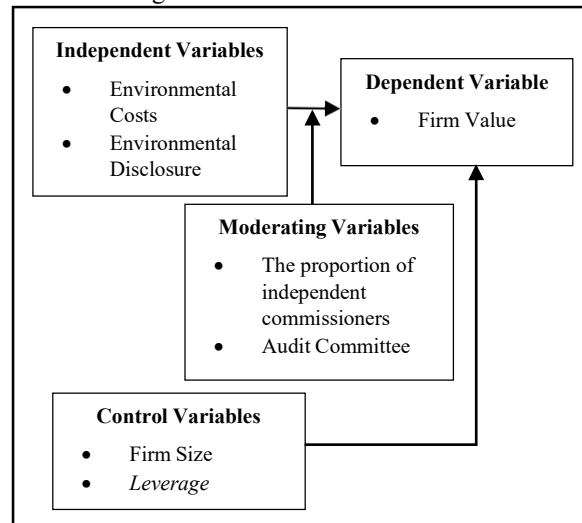 Independent Variables
• Environmental
Costs
• Environmental
Disclosure
Dependent Variable
• Firm Value
Moderating Variables
• The proportion of
independent
commissioners
• Audit Committee
Control Variables
• Firm Size
• Leverage